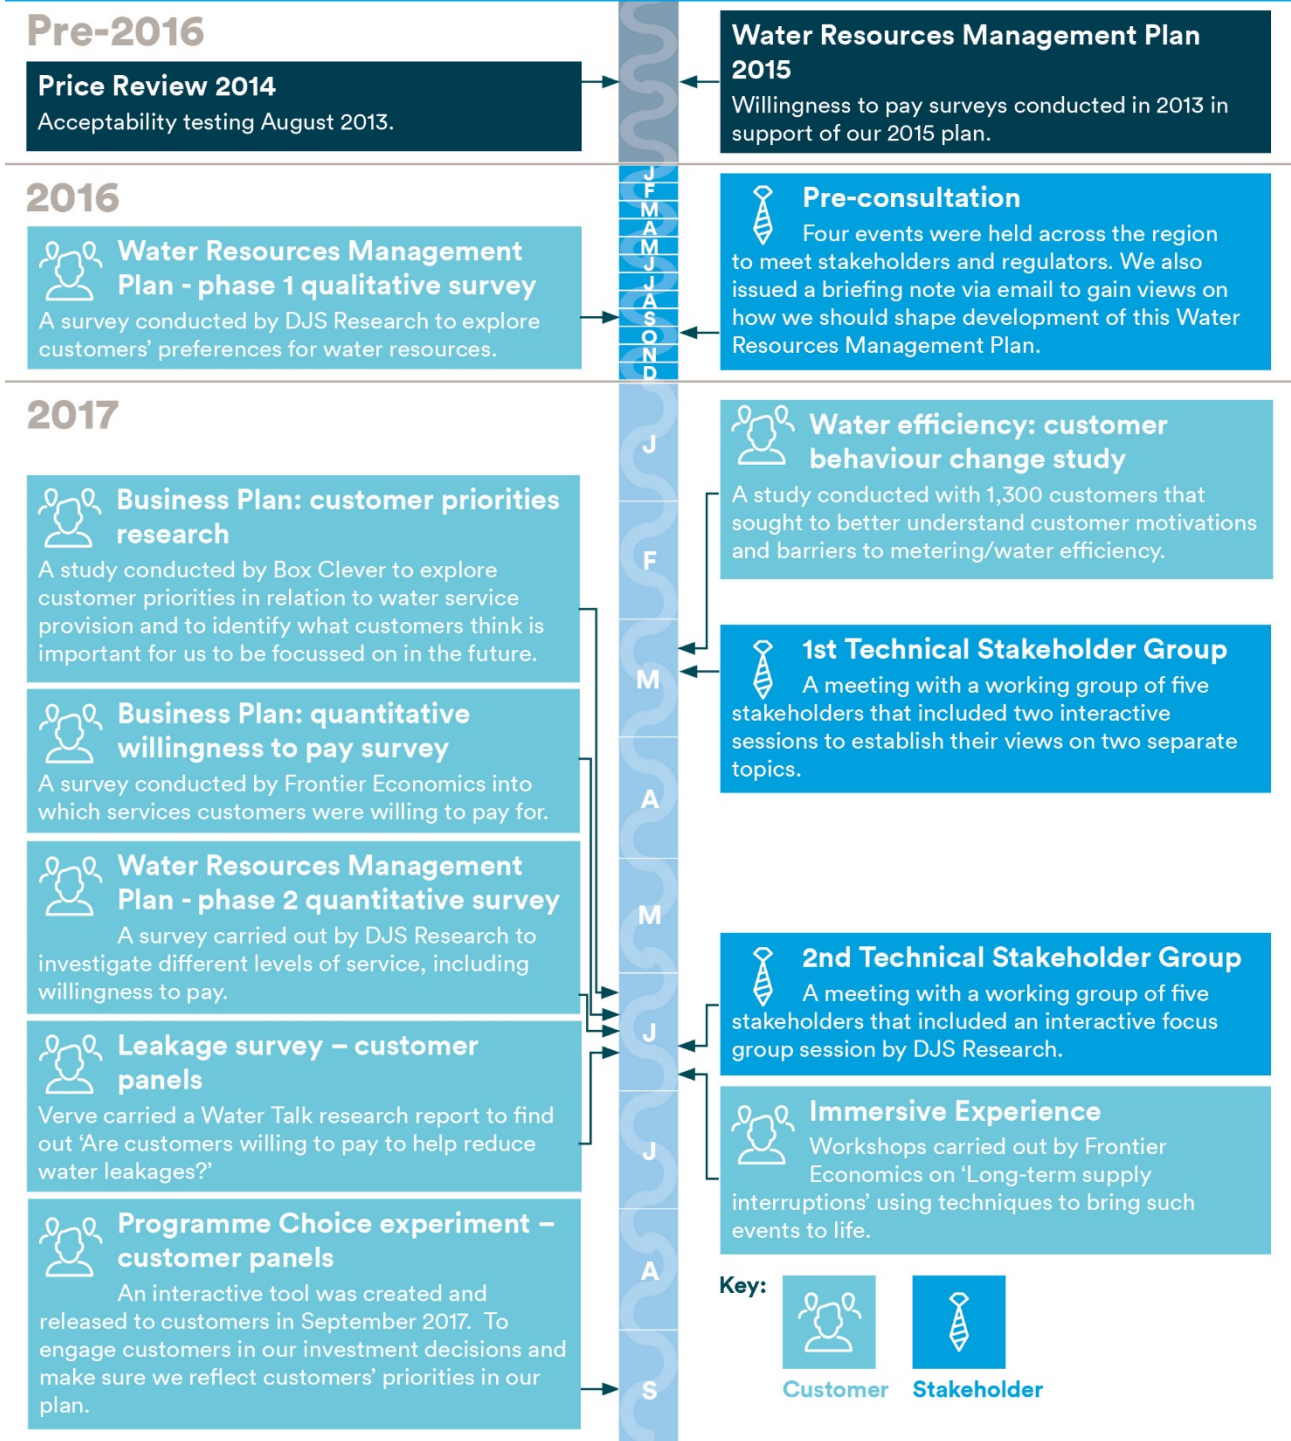 Pre-2016
Price Review 2014
Acceptability testing August 2013.
Water Resources Management Plan
2015
Willingness to pay surveys conducted in 2013 in
support of our 2015 plan.
2016
Water Resources Management
Plan - phase 1 qualitative survey
A survey conducted by DJS Research to explore
customers’ preferences for water resources.
J
F
M
A
M
J
J
A
S
O
N
D
Pre-consultation
Four events were held across the region
to meet stakeholders and regulators. We also
issued a briefing note via email to gain views on
how we should shape development of this Water
Resources Management Plan.
2017
Business Plan: customer priorities
research
A study conducted by Box Clever to explore
customer priorities in relation to water service
provision and to identify what customers think is
important for us to be focussed on in the future.
Business Plan: quantitative
willingness to pay survey
A survey conducted by Frontier Economics into
which services customers were willing to pay for.
Water Resources Management
Plan - phase 2 quantitative survey
A survey carried out by DJS Research to
investigate different levels of service, including
willingness to pay.
Leakage survey – customer
panels
Verve carried a Water Talk research report to find
out ‘Are customers willing to pay to help reduce
water leakages?’
Programme Choice experiment –
customer panels
An interactive tool was created and
released to customers in September 2017. To
engage customers in our investment decisions and
make sure we reflect customers’ priorities in our
plan.
J
F
M
A
M
J
J
A
S
Water efficiency: customer
behaviour change study
A study conducted with 1,300 customers that
sought to better understand customer motivations
and barriers to metering/water efficiency.
1st Technical Stakeholder Group
A meeting with a working group of five
stakeholders that included two interactive
sessions to establish their views on two separate
topics.
2nd Technical Stakeholder Group
A meeting with a working group of five
stakeholders that included an interactive focus
group session by DJS Research.
Immersive Experience
Workshops carried out by Frontier
Economics on ‘Long-term supply
interruptions’ using techniques to bring such
events to life.
Key:
Customer
Stakeholder